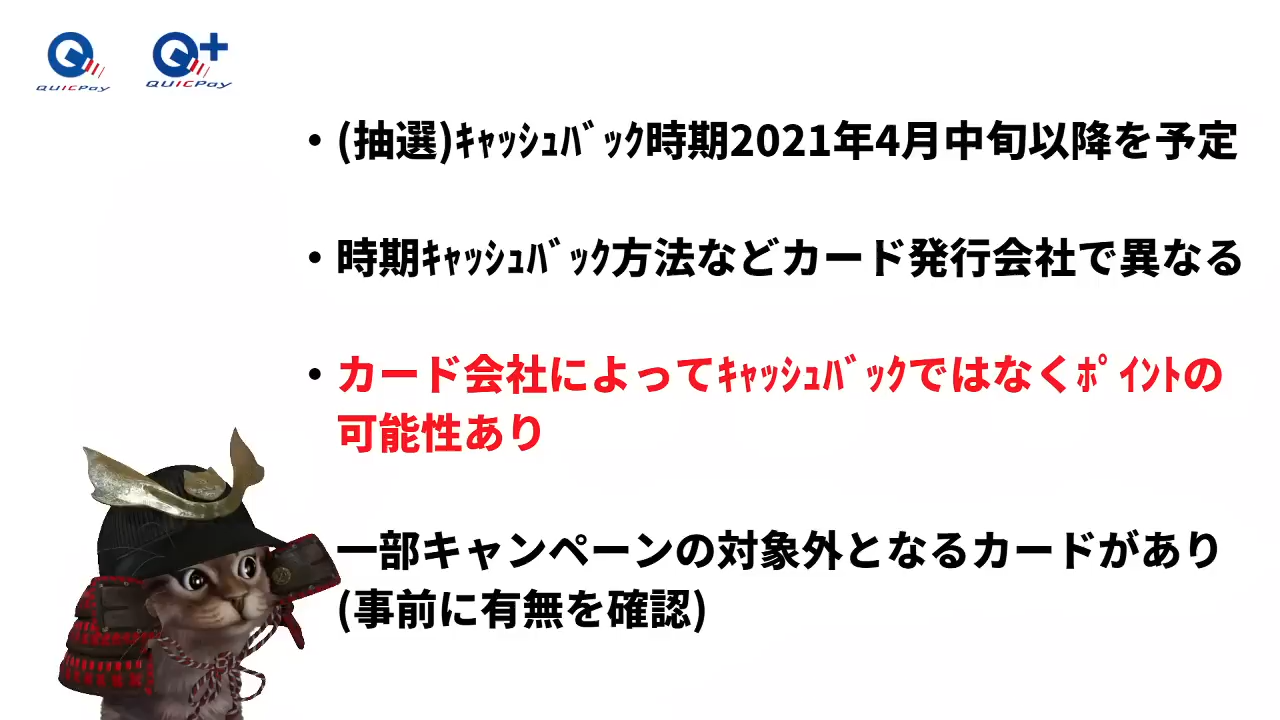 QUICPay QUICPay
・(抽選)ｷｬｯｼｭﾊﾞｯｸ時期2021年4月中旬以降を予定
・時期ｷｬｯｼｭﾊﾞｯｸ方法などカード発行会社で異なる
・カード会社によってｷｬｯｼｭﾊﾞｯｸではなくﾎﾟｲﾝﾄの
可能性あり
一部キャンペーンの対象外となるカードがあり
(事前に有無を確認)